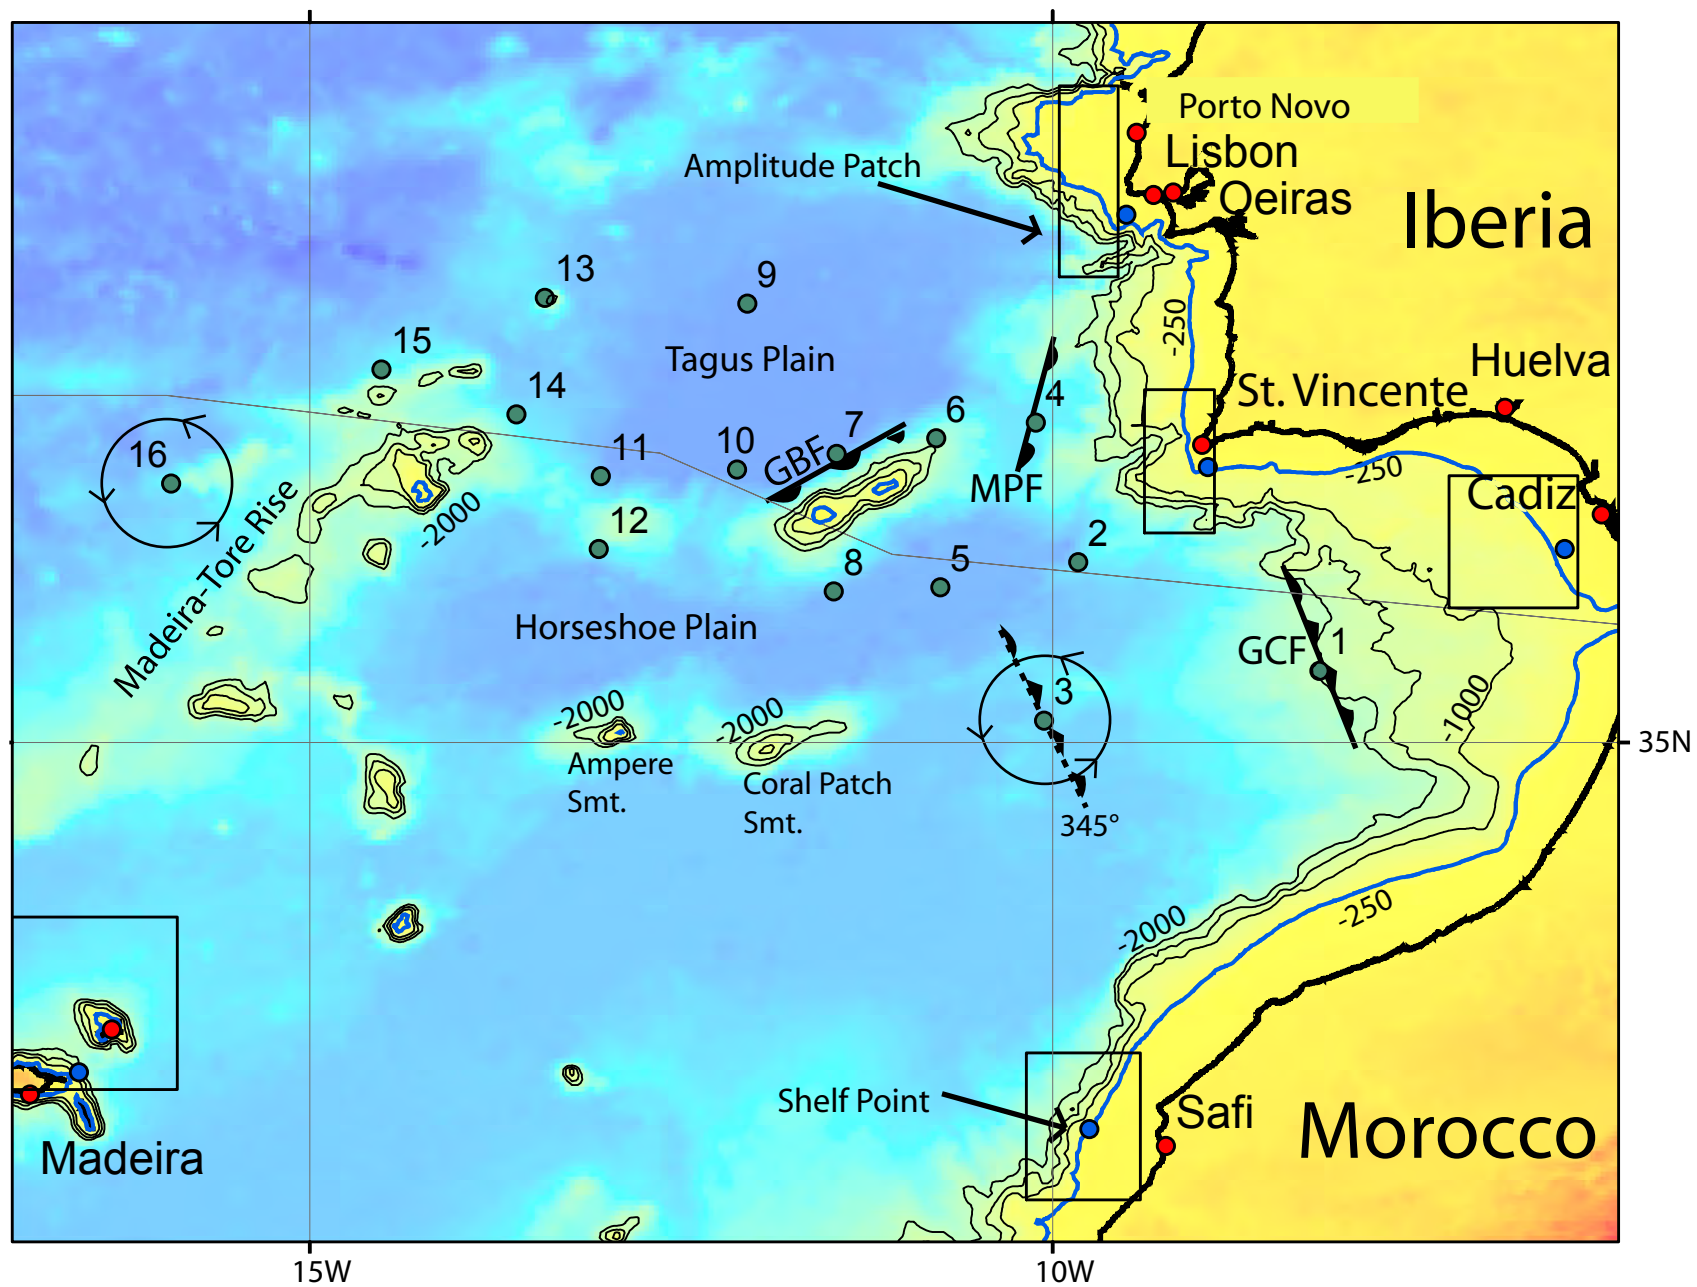 Porto Novo
Lisbon
Oeiras
Amplitude Patch
Iberia
13
9
-250
15
Tagus Plain
Huelva
14
St. Vincente
4
6
7
10
11
16
GBF
MPF
-250
Cadiz
-2000
Madeira-Tore Rise
12
2
8
5
Horseshoe Plain
GCF
1
3
-1000
-2000
-2000
35N
Ampere
Smt.
Coral Patch
Smt.
345°
-250
-2000
Shelf Point
Safi
Morocco
Madeira
15W
10W